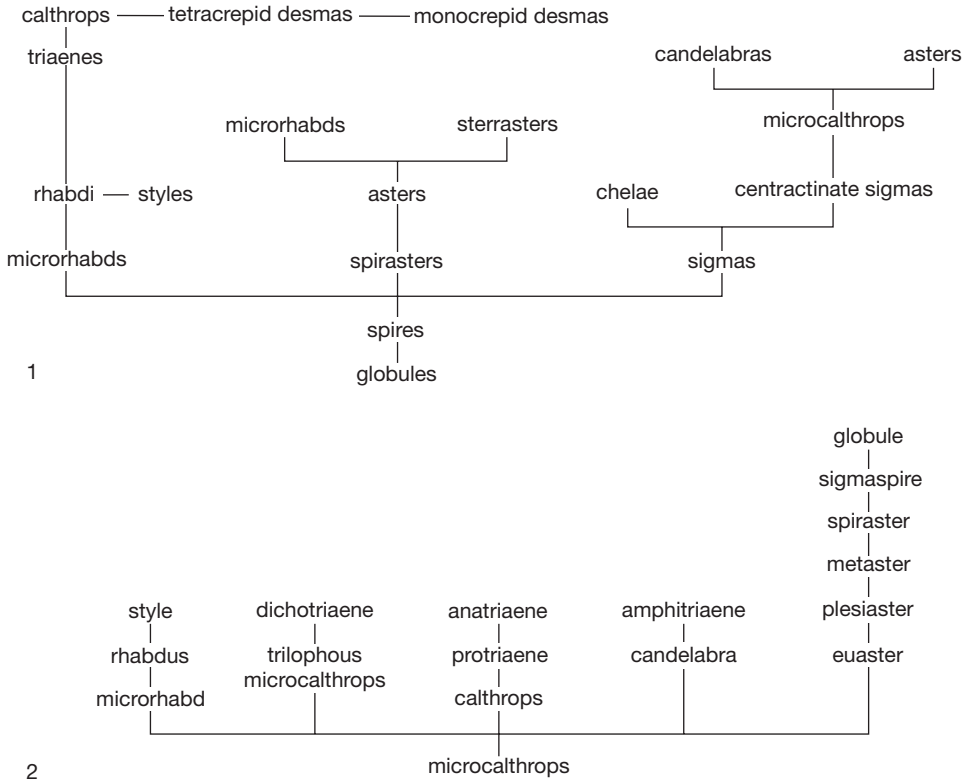 calthrops tetracrepid desmas monocrepid desmas
triaenes candelabras asters
microrhabds sterrasters microcalthrops
rhabdi styles asters chelae centractinate sigmas
microrhabds spirasters sigmas
spires
1 globules
globule
sigmaspire
spiraster
metaster
style dichotriaene anatriaene amphitriaene plesiaster
rhabdus trilophous protriaene candelabra euaster
microcalthrops
microrhabd calthrops
2 microcalthrops